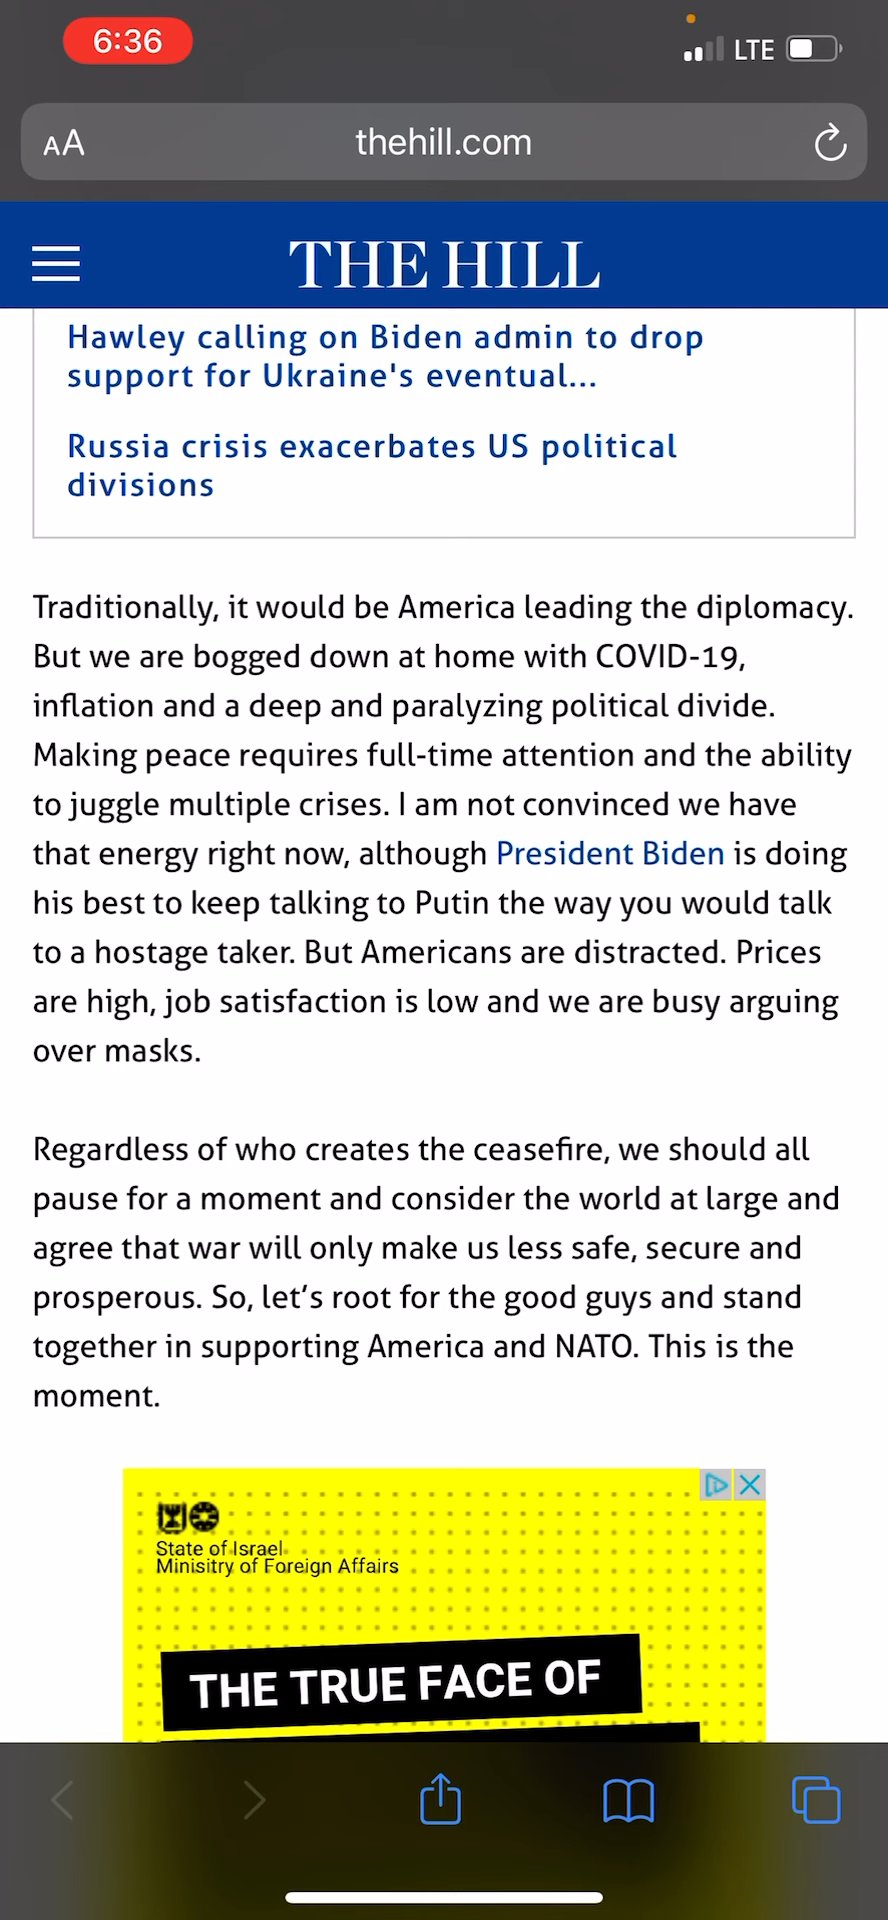 6:36
LTE
AA
thehill.com
THE HILL
Hawley calling on Biden admin to drop
support for Ukraine's eventual...
Russia crisis exacerbates US political
divisions
Traditionally, it would be America leading the diplomacy.
But we are bogged down at home with COVID-19,
inflation and a deep and paralyzing political divide.
Making peace requires full-time attention and the ability
to juggle multiple crises. I am not convinced we have
that energy right now, although President Biden is doing
his best to keep talking to Putin the way you would talk
to a hostage taker. But Americans are distracted. Prices
are high, job satisfaction is low and we are busy arguing
over masks.
Regardless of who creates the ceasefire, we should all
pause for a moment and consider the world at large and
agree that war will only make us less safe, secure and
prosperous. So, let’s root for the good guys and stand
together in supporting America and NATO. This is the
moment.
State of Israel
Minisitry of Foreign Affairs
THE TRUE FACE OF